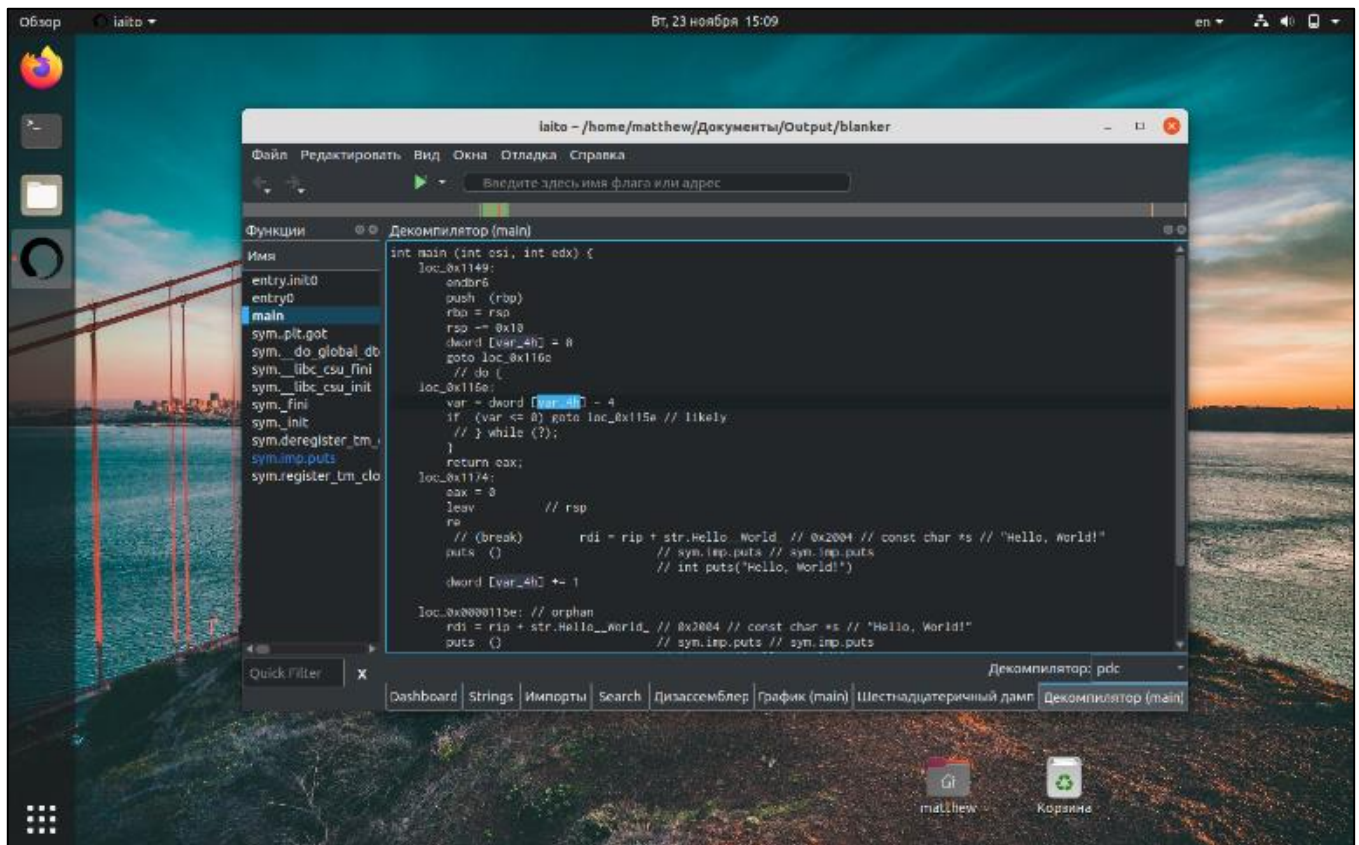 Обзор iaito Вт, 23 ноября 15:09 en
iaito – /home/matthew/Документы/Output/blanker
Файл Редактировать Вид Окна Отладка Справка
Введите здесь имя флага или адрес
Функции
Имя
entry.init0
entry0
main
sym..plt.got
sym.__do_global_dt
sym.__libc_csu_fini
sym.__libc_csu_init
sym._fini
sym._init
sym.deregister_tm_
sym.imp.puts
sym.register_tm_clo
Quick Filter X
Декомпилятор (main)
int main (int esi, int edx) {
loc_0x1149:
endbr6
push (rbp)
rbp = rsp
rsp -= 0x10
dword [var_4h] = 0
goto loc_0x116e
// do {
loc_0x116e:
var = dword [var_4h] - 4
if (var <= 0) goto loc_0x115e // likely
// } while (?);
}
return eax;
loc_0x1174:
eax = 0
leav // rsp
re
// (break) rdi = rip + str.Hello__World_ // 0x2004 // const char *s // "Hello, World!"
puts () // sym.imp.puts // sym.imp.puts
// int puts("Hello, World!")
dword [var_4h] += 1
loc_0x0000115e: // orphan
rdi = rip + str.Hello__World_ // 0x2004 // const char *s // "Hello, World!"
puts () // sym.imp.puts // sym.imp.puts
Декомпилятор: pdc
Dashboard Strings Импорты Search Дизассемблер График (main) Шестнадцатеричный дамп Декомпилятор (main)
matthew Корзина